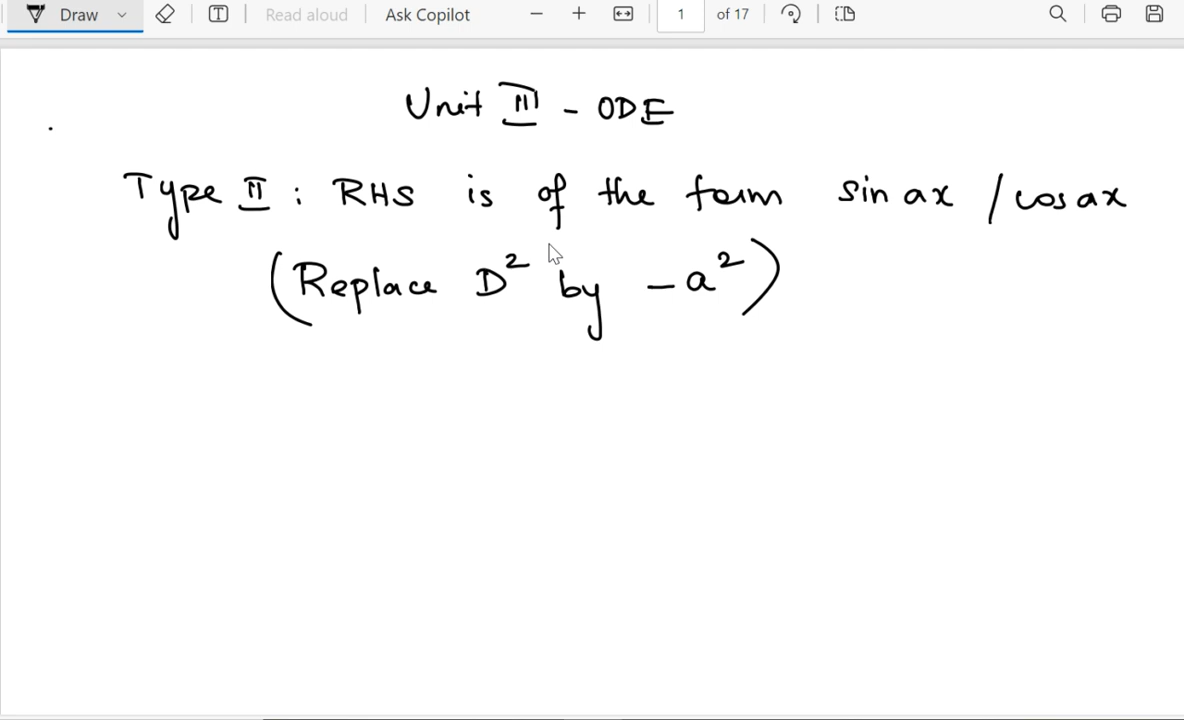 Draw Read aloud Ask Copilot 1 of 17
Unit III - ODE
Type II : RHS is of the form sin ax / cos ax
(Replace D² by -a²)